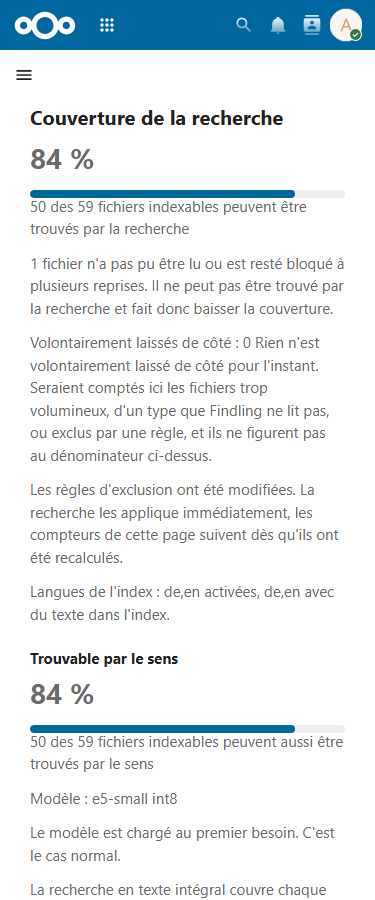 A
Couverture de la recherche
84 %
50 des 59 fichiers indexables peuvent être
trouvés par la recherche
1 fichier n'a pas pu être lu ou est resté bloqué à
plusieurs reprises. Il ne peut pas être trouvé par
la recherche et fait donc baisser la couverture.
Volontairement laissés de côté : 0 Rien n'est
volontairement laissé de côté pour l'instant.
Seraient comptés ici les fichiers trop
volumineux, d'un type que Findling ne lit pas,
ou exclus par une règle, et ils ne figurent pas
au dénominateur ci-dessus.
Les règles d'exclusion ont été modifiées. La
recherche les applique immédiatement, les
compteurs de cette page suivent dès qu'ils ont
été recalculés.
Langues de l'index : de,en activées, de,en avec
du texte dans l'index.
Trouvable par le sens
84 %
50 des 59 fichiers indexables peuvent aussi être
trouvés par le sens
Modèle : e5-small int8
Le modèle est chargé au premier besoin. C'est
le cas normal.
La recherche en texte intégral couvre chaque